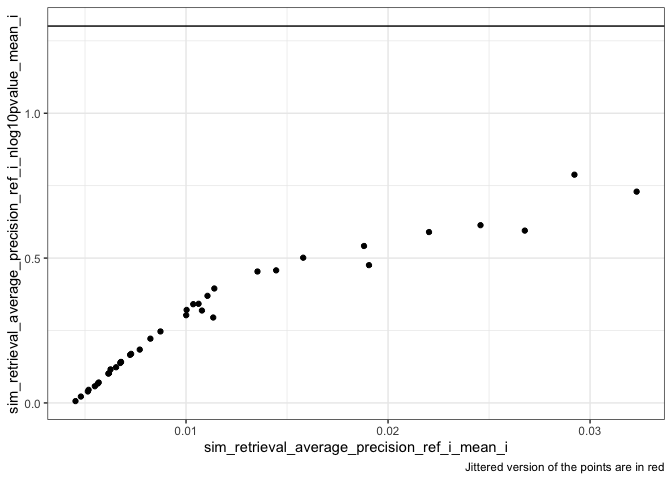 sim_retrieval_average_precision_ref_i_nlog10pvalue_mean_i
1.0
0.5
0.0
0.01
0.02
0.03
sim_retrieval_average_precision_ref_i_mean_i
Jittered version of the points are in red